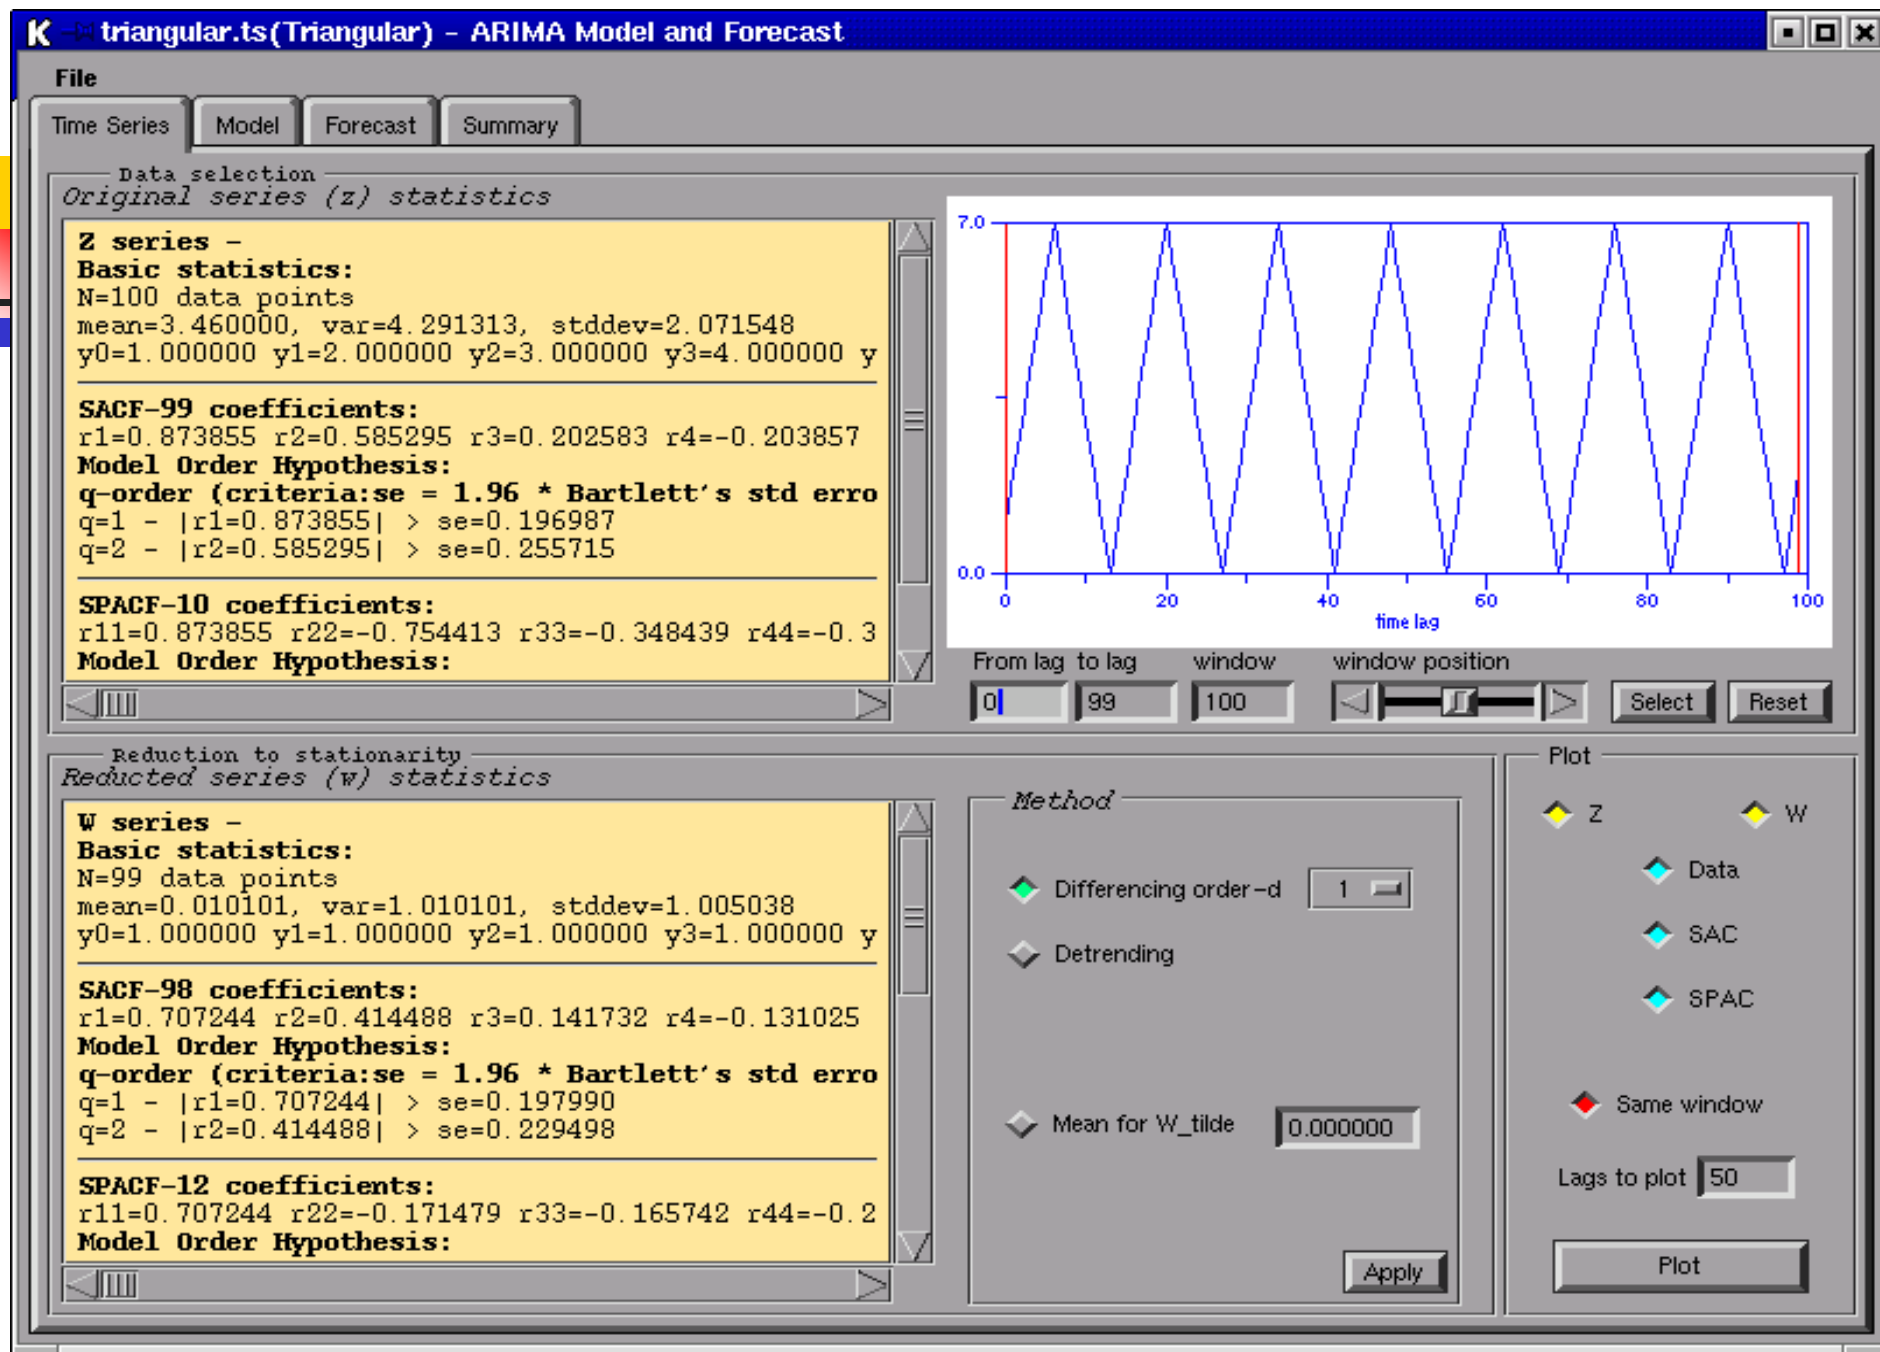 triangular.ts(Triangular) - ARIMA Model and Forecast
File
Time Series Model Forecast Summary
Data selection
Original series (z) statistics
Z series -
Basic statistics:
N=100 data points
mean=3.460000, var=4.291313, stddev=2.071548
y0=1.000000 y1=2.000000 y2=3.000000 y3=4.000000 y
SACF-99 coefficients:
r1=0.873855 r2=0.585295 r3=0.202583 r4=-0.203857
Model Order Hypothesis:
q-order (criteria:se = 1.96 * Bartlett's std erro
q=1 - |r1=0.873855| > se=0.196987
q=2 - |r2=0.585295| > se=0.255715
SPACF-10 coefficients:
r11=0.873855 r22=-0.754413 r33=-0.348439 r44=-0.3
Model Order Hypothesis:
7.0
0.0
0 20 40 60 80 100
time lag
From lag to lag window window position
0 99 100 Select Reset
Reduction to stationarity
Reducted series (w) statistics
W series -
Basic statistics:
N=99 data points
mean=0.010101, var=1.010101, stddev=1.005038
y0=1.000000 y1=1.000000 y2=1.000000 y3=1.000000 y
SACF-98 coefficients:
r1=0.707244 r2=0.414488 r3=0.141732 r4=-0.131025
Model Order Hypothesis:
q-order (criteria:se = 1.96 * Bartlett's std erro
q=1 - |r1=0.707244| > se=0.197990
q=2 - |r2=0.414488| > se=0.229498
SPACF-12 coefficients:
r11=0.707244 r22=-0.171479 r33=-0.165742 r44=-0.2
Model Order Hypothesis:
Method
Differencing order-d 1
Detrending
Mean for W_tilde 0.000000
Apply
Plot
Z W
Data
SAC
SPAC
Same window
Lags to plot 50
Plot